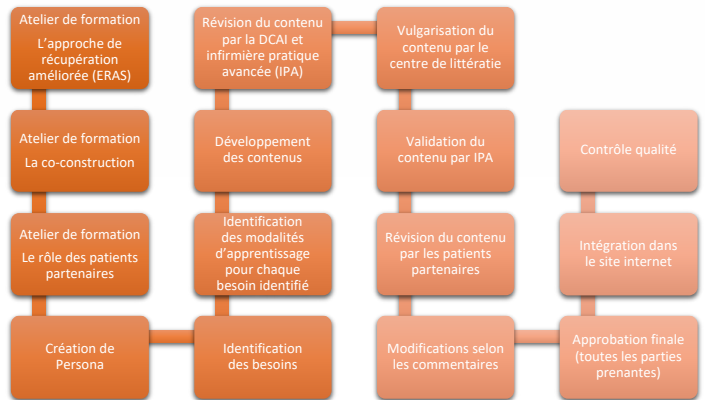 Atelier de formation
L'approche de
récupération
améliorée (ERAS)
Atelier de formation
La co-construction
Atelier de formation
Le rôle des patients
partenaires
Création de
Persona
Identification
des besoins
Identification
des modalités
d'apprentissage
pour chaque
besoin identifié
Développement
des contenus
Révision du contenu
par la DCAI et
infirmière pratique
avancée (IPA)
Vulgarisation du
contenu par le
centre de littératie
Validation du
contenu par IPA
Révision du contenu
par les patients
partenaires
Modifications selon
les commentaires
Approbation finale
(toutes les parties
prenantes)
Intégration dans
le site internet
Contrôle qualité